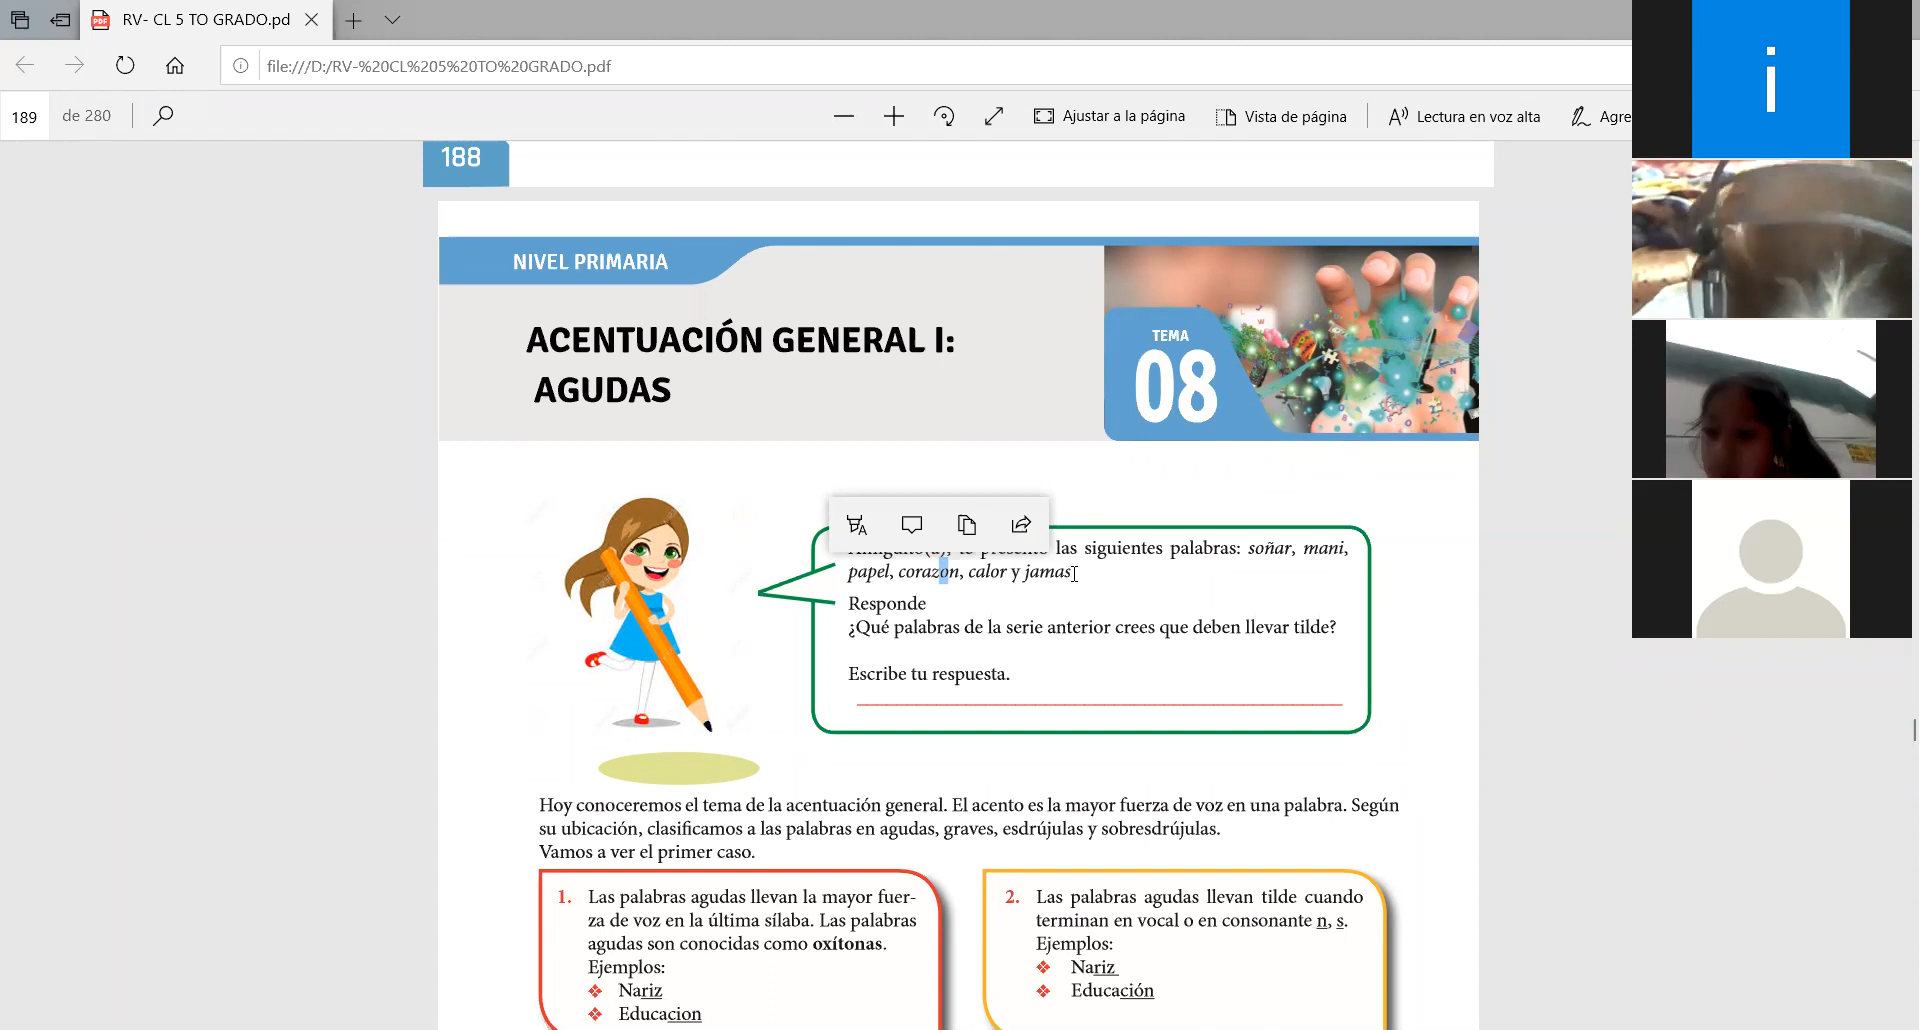 RV- CL 5 TO GRADO.pd
file:///D:/RV-%20CL%205%20TO%20GRADO.pdf
189 de 280
Ajustar a la página
Vista de página
Lectura en voz alta
Agre
188
NIVEL PRIMARIA
ACENTUACIÓN GENERAL I:
AGUDAS
TEMA
08
las siguientes palabras: soñar, mani,
papel, corazon, calor y jamas
Responde
¿Qué palabras de la serie anterior crees que deben llevar tilde?
Escribe tu respuesta.
Hoy conoceremos el tema de la acentuación general. El acento es la mayor fuerza de voz en una palabra. Según
su ubicación, clasificamos a las palabras en agudas, graves, esdrújulas y sobresdrújulas.
Vamos a ver el primer caso.
1. Las palabras agudas llevan la mayor fuer-
za de voz en la última sílaba. Las palabras
agudas son conocidas como oxítonas.
Ejemplos:
❖ Nariz
❖ Educacion
2. Las palabras agudas llevan tilde cuando
terminan en vocal o en consonante n, s.
Ejemplos:
❖ Nariz
❖ Educación
i